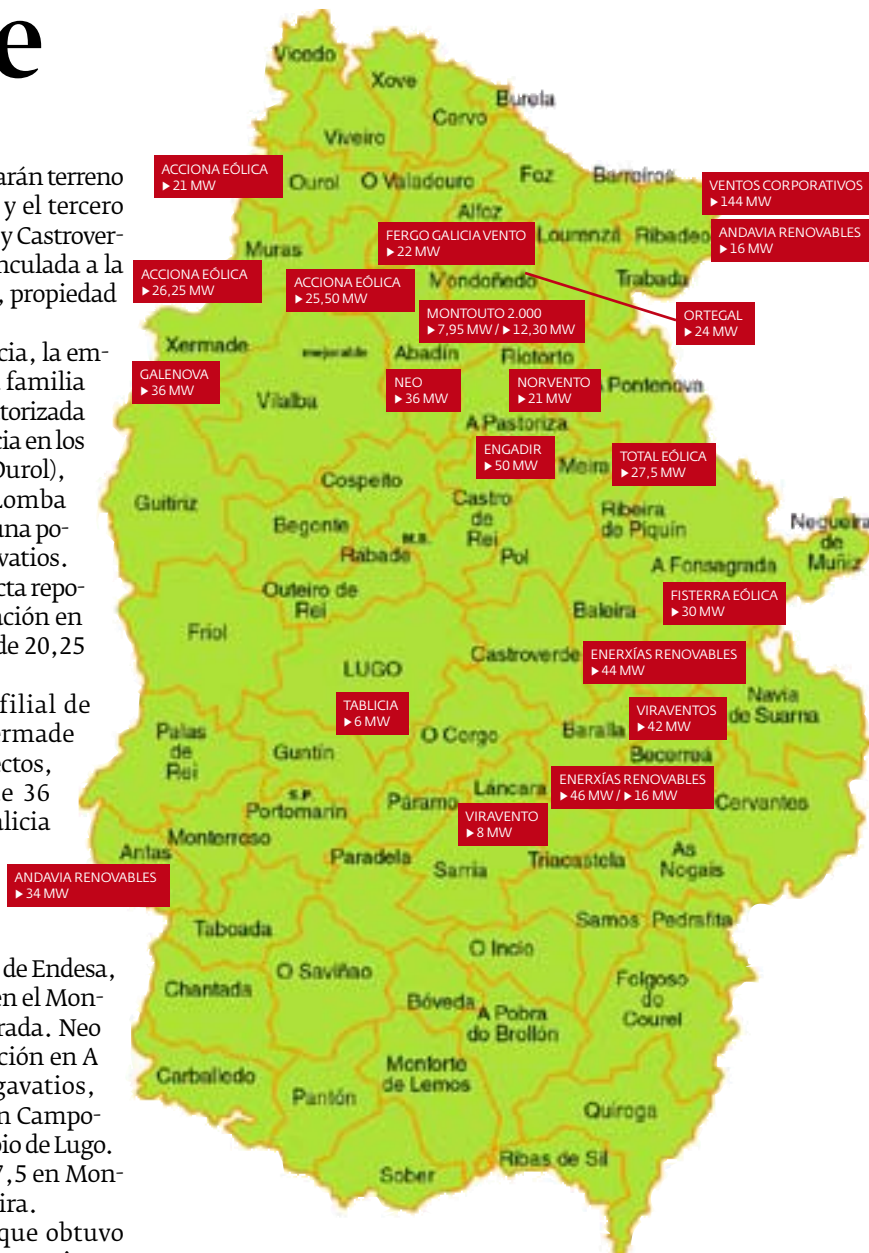 e
arán terreno
y el tercero
y Castrover-
nculada a la
, propiedad
cia, la em-
familia
torizada
cia en los
Ourol),
Lomba
una po-
vatios.
cta repo-
ación en
de 20,25
filial de
ermade
ectos,
e 36
alicia
de Endesa,
en el Mon-
rada. Neo
ción en A
gavatios,
n Campo-
io de Lugo.
7,5 en Mon-
ira.
que obtuvo
Vicedo
Xove
Burela
Cervo
Viveiro
ACCIONA EÓLICA
▶ 21 MW
Ourol
O Valadouro
Foz
Barreiros
VENTOS CORPORATIVOS
▶ 144 MW
Alfoz
Muras
FERGO GALICIA VENTO
▶ 22 MW
Lourenzá
Ribadeo
ANDAVIA RENOVABLES
▶ 16 MW
ACCIONA EÓLICA
▶ 26,25 MW
ACCIONA EÓLICA
▶ 25,50 MW
Mondoñedo
Trabada
MONTOUTO 2.000
▶ 7,95 MW / ▶ 12,30 MW
ORTEGAL
▶ 24 MW
Xermade
mejorable
Abadín
Riotorto
GALENOVA
▶ 36 MW
Vilalba
NEO
▶ 36 MW
NORVENTO
▶ 21 MW
A Pontenova
A Pastoriza
ENGADIR
▶ 50 MW
Meira
TOTAL EÓLICA
▶ 27,5 MW
Guitiriz
Cospeito
Castro
de
Rei
Ribeira
de Piquín
Negueira
de
Muñiz
Begonte
M.B.
Rábade
Pol
A Fonsagrada
Outeiro de
Rei
Baleira
FISTERRA EÓLICA
▶ 30 MW
Friol
LUGO
Castroverde
ENERXÍAS RENOVABLES
▶ 44 MW
TABLICIA
▶ 6 MW
Navia
de Suarna
Palas
de
Rei
Guntín
O Corgo
Baralla
VIRAVENTOS
▶ 42 MW
Becerreá
S.P.
Portomarín
Páramo
Láncara
ENERXÍAS RENOVABLES
▶ 46 MW / ▶ 16 MW
Cervantes
VIRAVENTO
▶ 8 MW
Monterroso
Antas
Paradela
Sarria
Triacastela
As
Nogais
ANDAVIA RENOVABLES
▶ 34 MW
Taboada
Samos
Pedrafita
O Incio
Chantada
O Saviñao
Bóveda
A Pobra
do Brollón
Folgoso
do
Courel
Carballedo
Pantón
Monforte
de Lemos
Quiroga
Sober
Ribas de Sil